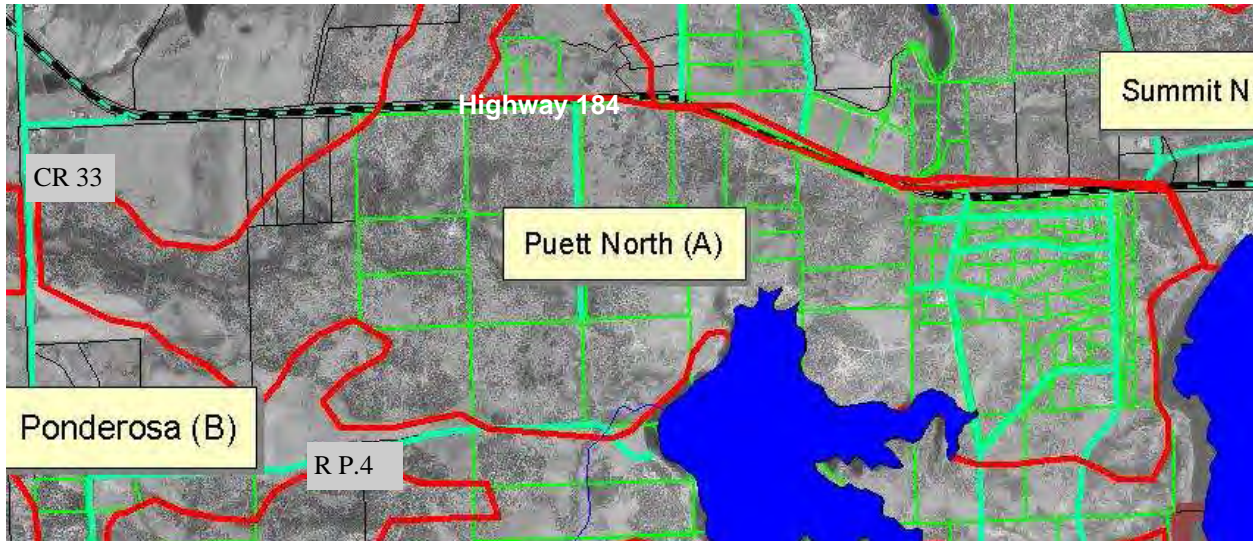 Highway 184
Summit N
CR 33
Puett North (A)
Ponderosa (B)
R P.4